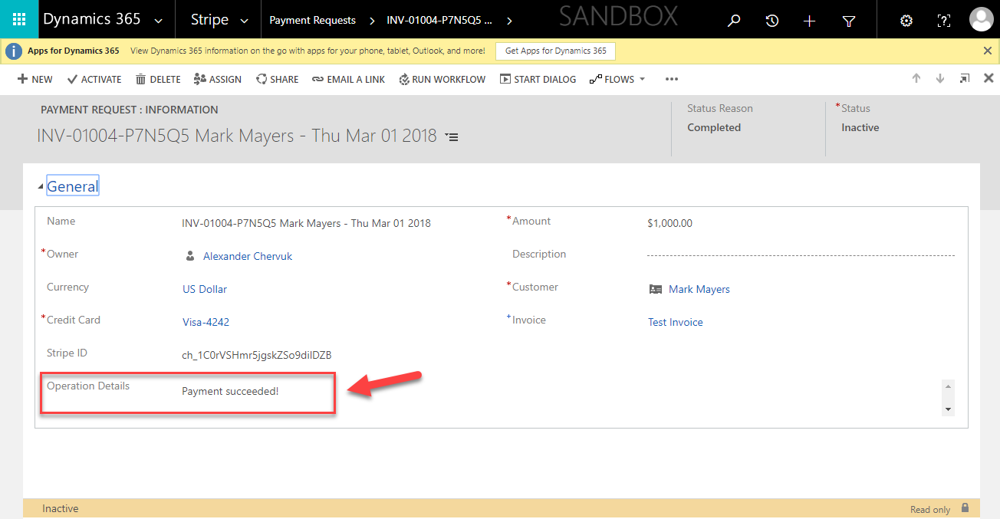 Dynamics 365 Stripe Payment Requests INV-01004-P7N5Q5 ... SANDBOX
Apps for Dynamics 365 View Dynamics 365 information on the go with apps for your phone, tablet, Outlook, and more! Get Apps for Dynamics 365
NEW ACTIVATE DELETE ASSIGN SHARE EMAIL A LINK RUN WORKFLOW START DIALOG FLOWS
PAYMENT REQUEST : INFORMATION
INV-01004-P7N5Q5 Mark Mayers - Thu Mar 01 2018
Status Reason
Completed
*Status
Inactive
General
Name INV-01004-P7N5Q5 Mark Mayers - Thu Mar 01 2018 *Amount $1,000.00
*Owner Alexander Chervuk Description
Currency US Dollar *Customer Mark Mayers
*Credit Card Visa-4242 +Invoice Test Invoice
Stripe ID ch_1C0rVSHmr5jgskZSo9dilDZB
Operation Details Payment succeeded!
Inactive Read only